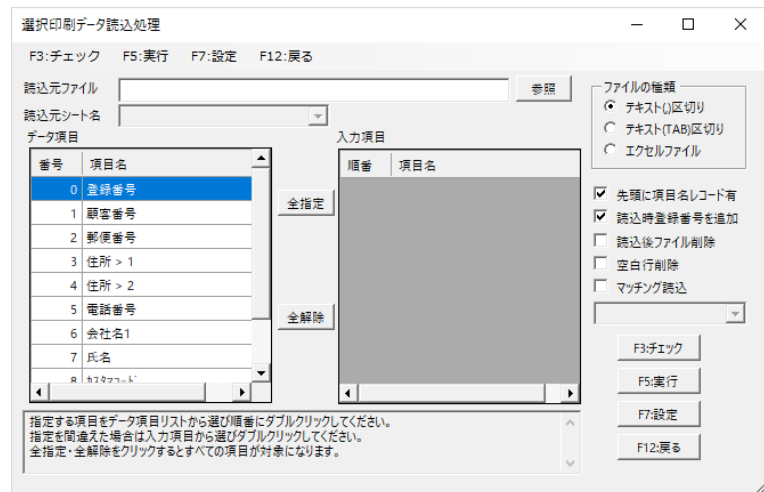 選択印刷データ読込処理
F3:チェック F5:実行 F7:設定 F12:戻る
読込元ファイル 参照
読込元シート名
ファイルの種類
テキスト(,)区切り
テキスト(TAB)区切り
エクセルファイル
データ項目
番号 項目名
0 登録番号
1 顧客番号
2 郵便番号
3 住所 > 1
4 住所 > 2
5 電話番号
6 会社名1
7 氏名
8 ｶｽﾀﾏｺｰﾄﾞ
全指定
全解除
入力項目
順番 項目名
先頭に項目名レコード有
読込時登録番号を追加
読込後ファイル削除
空白行削除
マッチング読込
F3:チェック
F5:実行
F7:設定
F12:戻る
指定する項目をデータ項目リストから選び順番にダブルクリックしてください。
指定を間違えた場合は入力項目から選びダブルクリックしてください。
全指定・全解除をクリックするとすべての項目が対象になります。